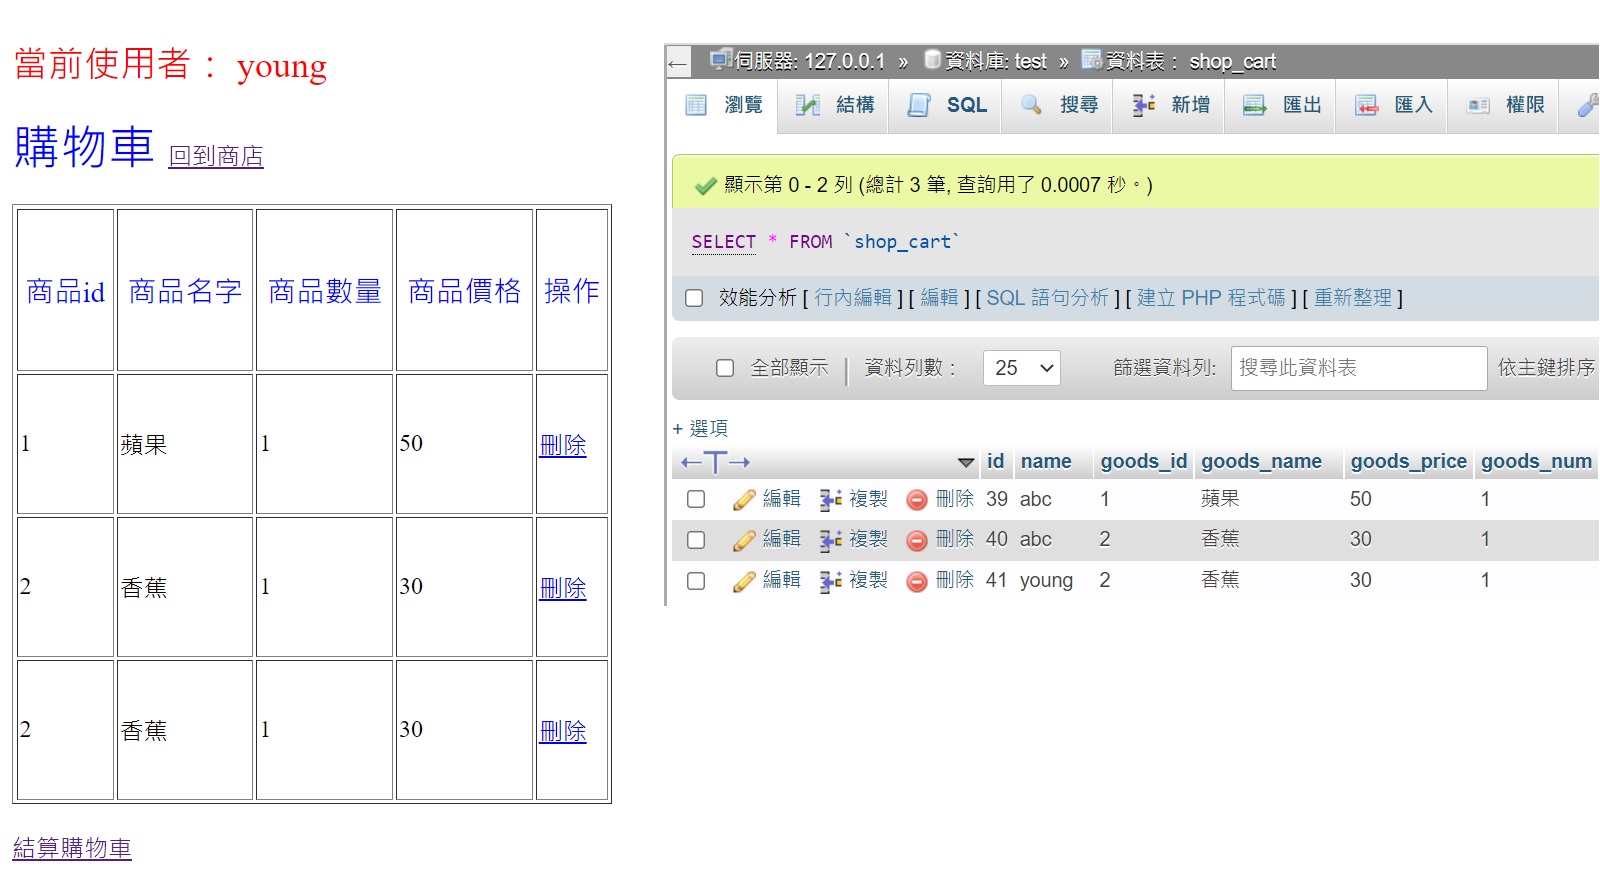 當前使用者： young
購物車 回到商店
商品id 商品名字 商品數量 商品價格 操作
1 蘋果 1 50 刪除
2 香蕉 1 30 刪除
2 香蕉 1 30 刪除
結算購物車
← 伺服器: 127.0.0.1 » 資料庫: test » 資料表： shop_cart
瀏覽 結構 SQL 搜尋 新增 匯出 匯入 權限
顯示第 0 - 2 列 (總計 3 筆, 查詢用了 0.0007 秒。)
SELECT * FROM `shop_cart`
效能分析 [ 行內編輯 ] [ 編輯 ] [ SQL 語句分析 ] [ 建立 PHP 程式碼 ] [ 重新整理 ]
全部顯示 | 資料列數： 25 篩選資料列: 搜尋此資料表 依主鍵排序
+ 選項
←T→ id name goods_id goods_name goods_price goods_num
編輯 複製 刪除 39 abc 1 蘋果 50 1
編輯 複製 刪除 40 abc 2 香蕉 30 1
編輯 複製 刪除 41 young 2 香蕉 30 1